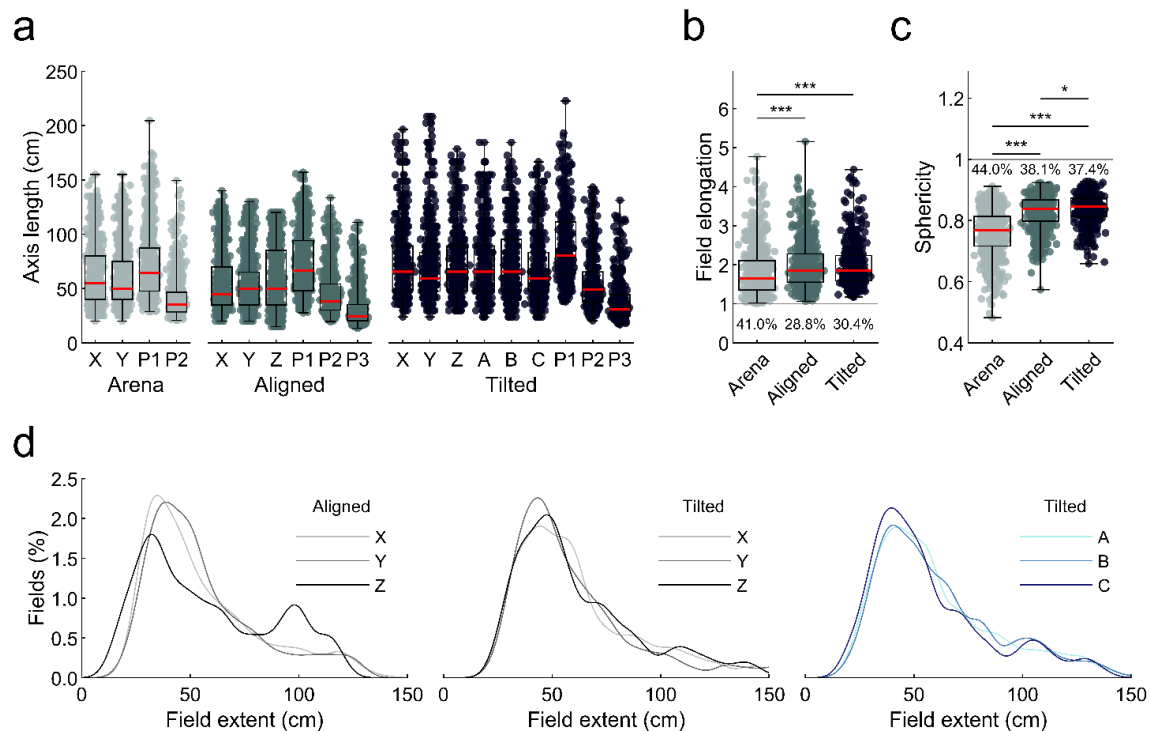 a
b
c
Axis length (cm)
250
200
150
100
50
0
X Y P1 P2
X Y Z P1 P2 P3
X Y Z A B C P1 P2 P3
Arena
Aligned
Tilted
Field elongation
6
5
4
3
2
1
0
***
***
41.0% 28.8% 30.4%
Arena
Aligned
Tilted
Sphericity
1.2
1
0.8
0.6
0.4
*
***
***
44.0% 38.1% 37.4%
Arena
Aligned
Tilted
d
Fields (%)
2.5
2.0
1.5
1.0
0.5
0.0
Aligned
X
Y
Z
0 50 100 150
Field extent (cm)
Tilted
X
Y
Z
50 100 150
Field extent (cm)
Tilted
A
B
C
50 100 150
Field extent (cm)